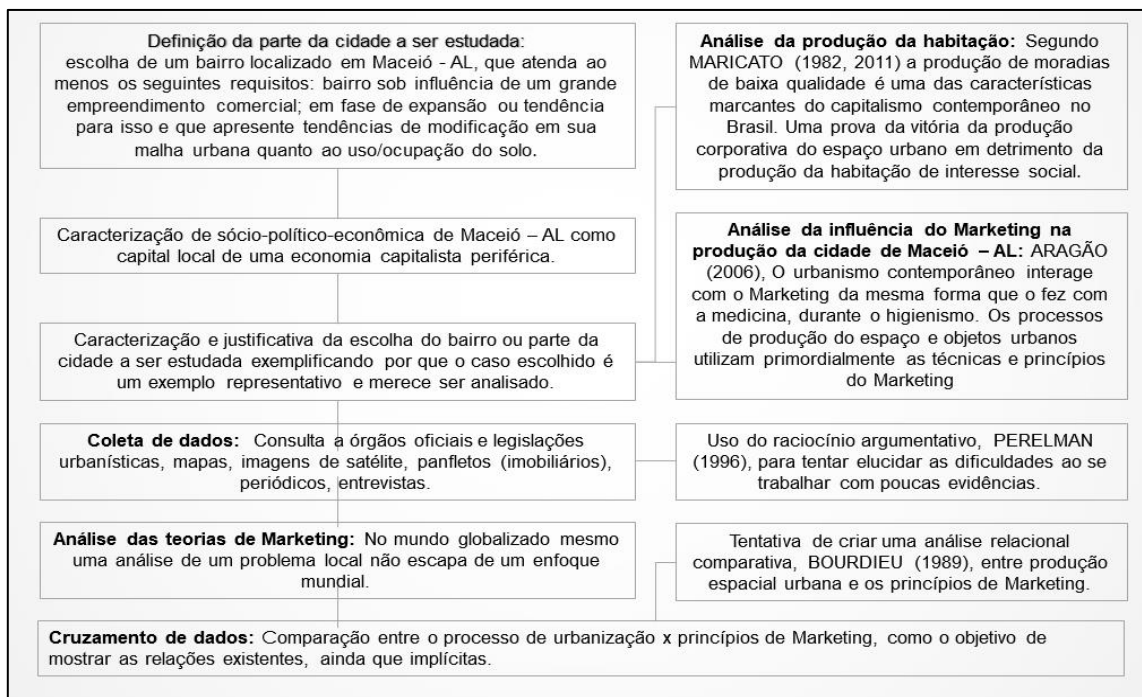 Definição da parte da cidade a ser estudada:
escolha de um bairro localizado em Maceió - AL, que atenda ao
menos os seguintes requisitos: bairro sob influência de um grande
empreendimento comercial; em fase de expansão ou tendência
para isso e que apresente tendências de modificação em sua
malha urbana quanto ao uso/ocupação do solo.
Caracterização de sócio-político-econômica de Maceió – AL como
capital local de uma economia capitalista periférica.
Caracterização e justificativa da escolha do bairro ou parte da
cidade a ser estudada exemplificando por que o caso escolhido é
um exemplo representativo e merece ser analisado.
Coleta de dados: Consulta a órgãos oficiais e legislações
urbanísticas, mapas, imagens de satélite, panfletos (imobiliários),
periódicos, entrevistas.
Análise das teorias de Marketing: No mundo globalizado mesmo
uma análise de um problema local não escapa de um enfoque
mundial.
Análise da produção da habitação: Segundo
MARICATO (1982, 2011) a produção de moradias
de baixa qualidade é uma das características
marcantes do capitalismo contemporâneo no
Brasil. Uma prova da vitória da produção
corporativa do espaço urbano em detrimento da
produção da habitação de interesse social.
Análise da influência do Marketing na
produção da cidade de Maceió – AL: ARAGÃO
(2006), O urbanismo contemporâneo interage
com o Marketing da mesma forma que o fez com
a medicina, durante o higienismo. Os processos
de produção do espaço e objetos urbanos
utilizam primordialmente as técnicas e princípios
do Marketing
Uso do raciocínio argumentativo, PERELMAN
(1996), para tentar elucidar as dificuldades ao se
trabalhar com poucas evidências.
Tentativa de criar uma análise relacional
comparativa, BOURDIEU (1989), entre produção
espacial urbana e os princípios de Marketing.
Cruzamento de dados: Comparação entre o processo de urbanização x princípios de Marketing, como o objetivo de
mostrar as relações existentes, ainda que implícitas.